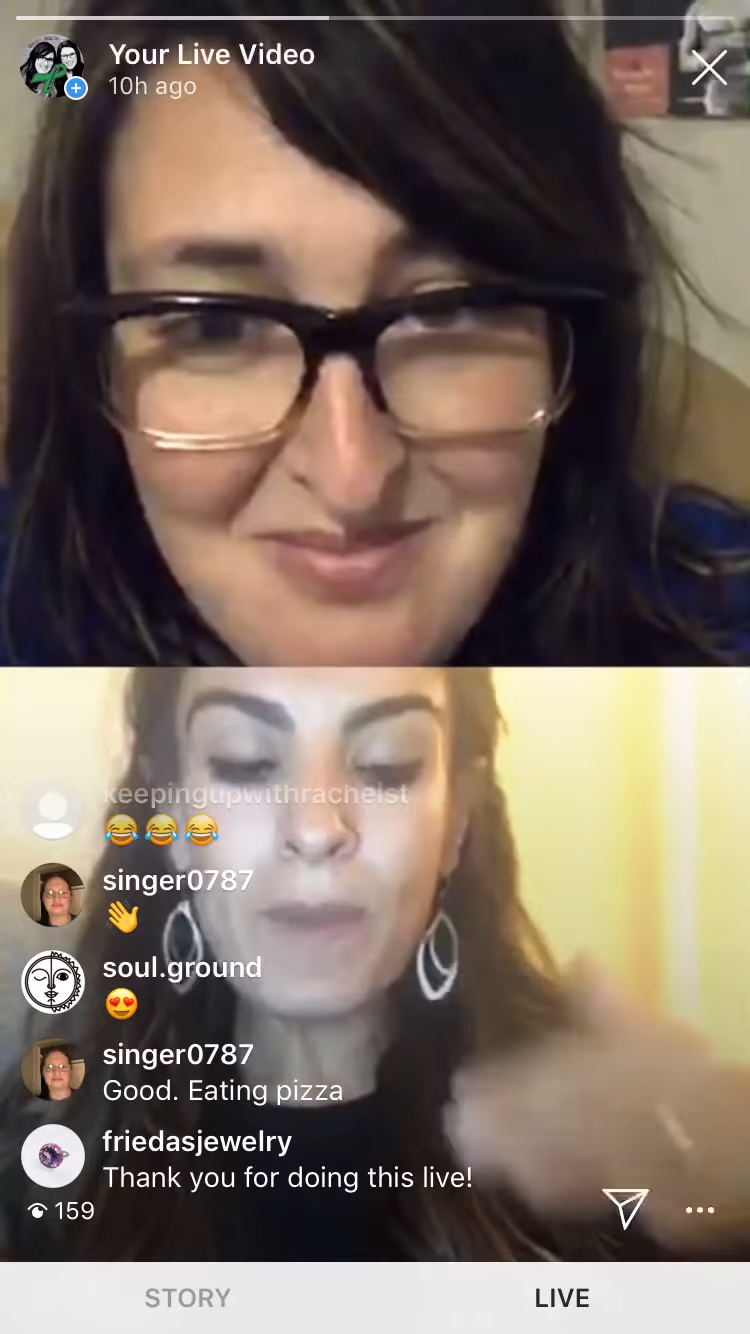 Your Live Video
10h ago
keepingupwithracheist
😂😂😂
singer0787
👋
soul.ground
😍
singer0787
Good. Eating pizza
friedasjewelry
Thank you for doing this live!
159
STORY
LIVE